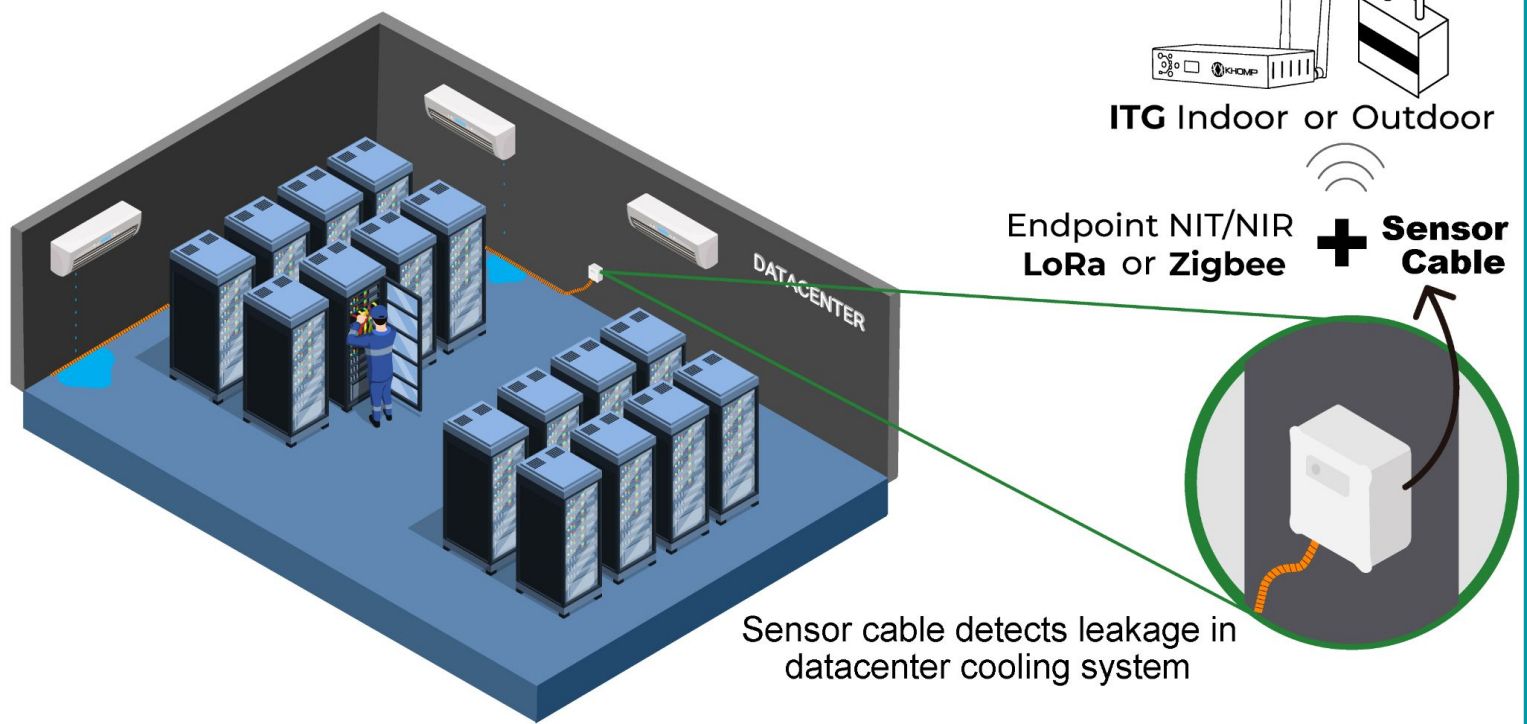 KHOMP
ITG Indoor or Outdoor
Endpoint NIT/NIR
LoRa or Zigbee
+
Sensor
Cable
DATACENTER
Sensor cable detects leakage in
datacenter cooling system